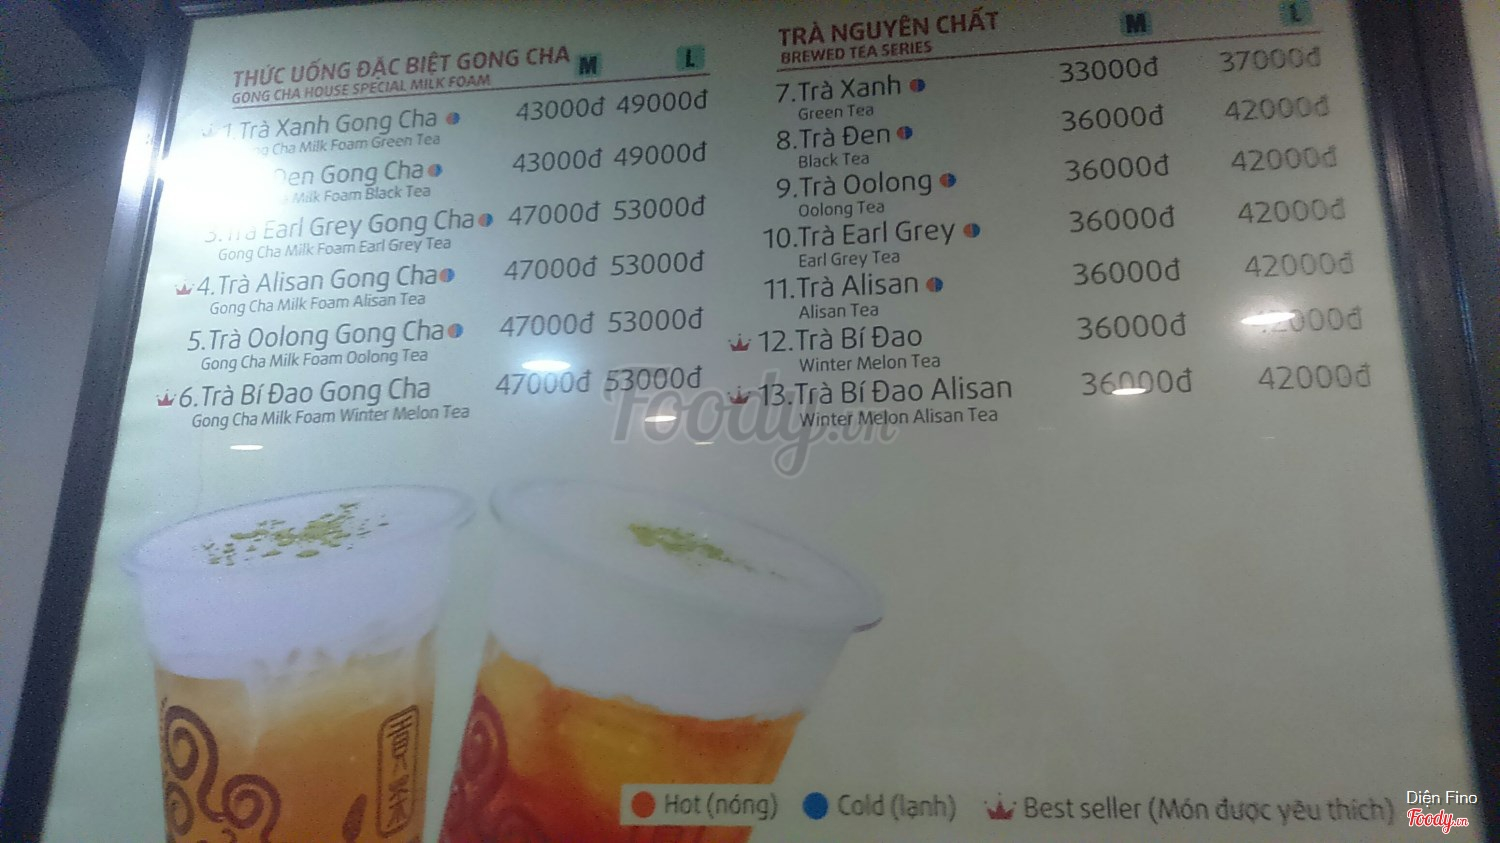 THỨC UỐNG ĐẶC BIỆT GONG CHA M L
GONG CHA HOUSE SPECIAL MILK FOAM
1.Trà Xanh Gong Cha 43000đ 49000đ
Cha Milk Foam Green Tea
Gong Cha 43000đ 49000đ
Milk Foam Black Tea
Earl Grey Gong Cha 47000đ 53000đ
Gong Cha Milk Foam Earl Grey Tea
4.Trà Alisan Gong Cha 47000đ 53000đ
Gong Cha Milk Foam Alisan Tea
5.Trà Oolong Gong Cha 47000đ 53000đ
Gong Cha Milk Foam Oolong Tea
6.Trà Bí Đao Gong Cha 47000đ 53000đ
Gong Cha Milk Foam Winter Melon Tea
TRÀ NGUYÊN CHẤT M L
BREWED TEA SERIES
7.Trà Xanh 33000đ 37000đ
Green Tea
8.Trà Đen 36000đ 42000đ
Black Tea
9.Trà Oolong 36000đ 42000đ
Oolong Tea
10.Trà Earl Grey 36000đ 42000đ
Earl Grey Tea
11.Trà Alisan 36000đ 42000đ
Alisan Tea
12.Trà Bí Đao 36000đ
Winter Melon Tea
13.Trà Bí Đao Alisan 36000đ 42000đ
Winter Melon Alisan Tea
Foody.vn
Hot (nóng) Cold (lạnh) Best seller (Món được yêu thích)
Diện Fino
Foody.vn